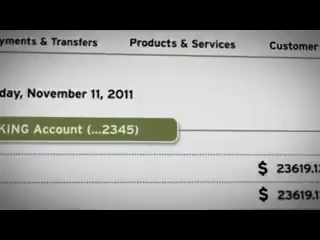 yments & Transfers Products & Services Customer
day, November 11, 2011
KING Account (...2345)
$ 23619.1
$ 23619.1